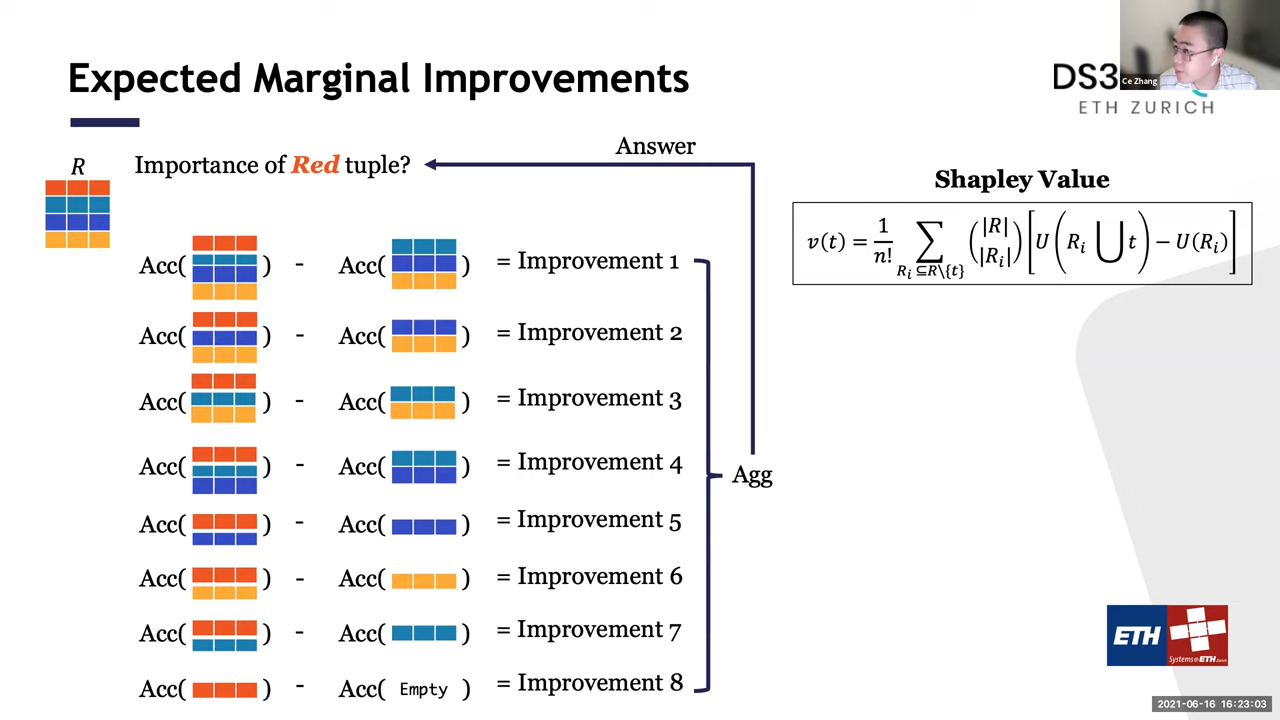 Expected Marginal Improvements
DS3
ETH ZURICH
Ce Zhang
R
Importance of Red tuple?
Answer
Shapley Value
v(t) = 1/n! ∑_{R_i ⊆ R\{t}} (|R| |R_i|) [U(R_i ⋃ t) − U(R_i)]
Acc( ) - Acc( ) = Improvement 1
Acc( ) - Acc( ) = Improvement 2
Acc( ) - Acc( ) = Improvement 3
Acc( ) - Acc( ) = Improvement 4
Agg
Acc( ) - Acc( ) = Improvement 5
Acc( ) - Acc( ) = Improvement 6
Acc( ) - Acc( ) = Improvement 7
Acc( ) - Acc( Empty ) = Improvement 8
ETH
Systems@ETH
2021-06-16 16:23:03